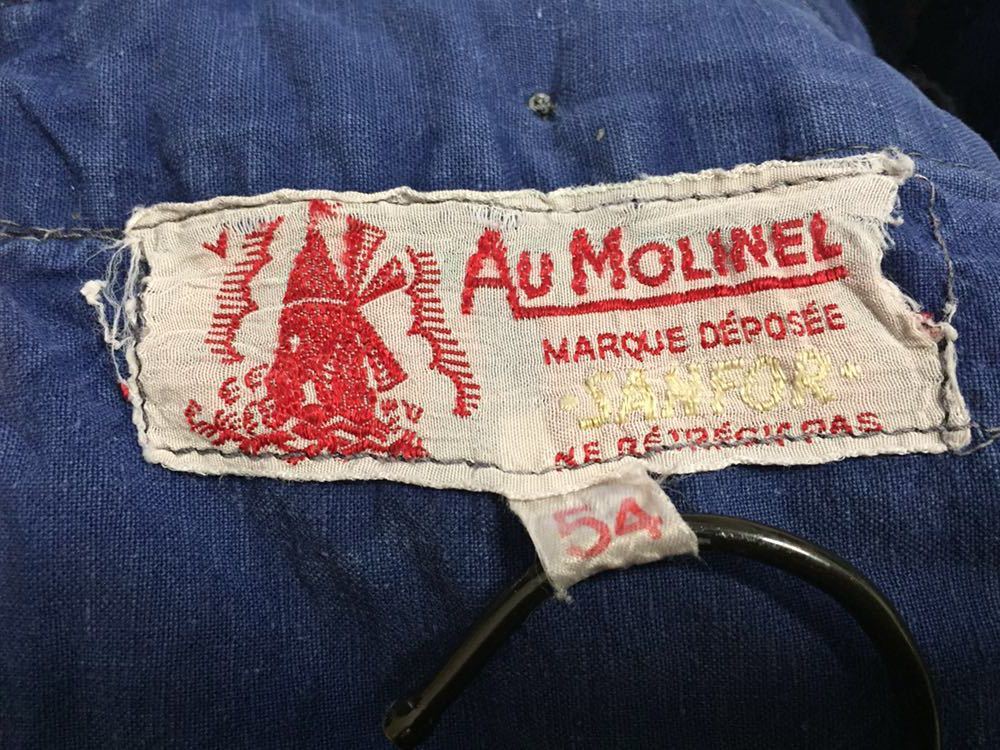 AU MOLINEL
MARQUE DÉPOSÉE
·SANFOR·
NE RÉTRÉCIT PAS
54